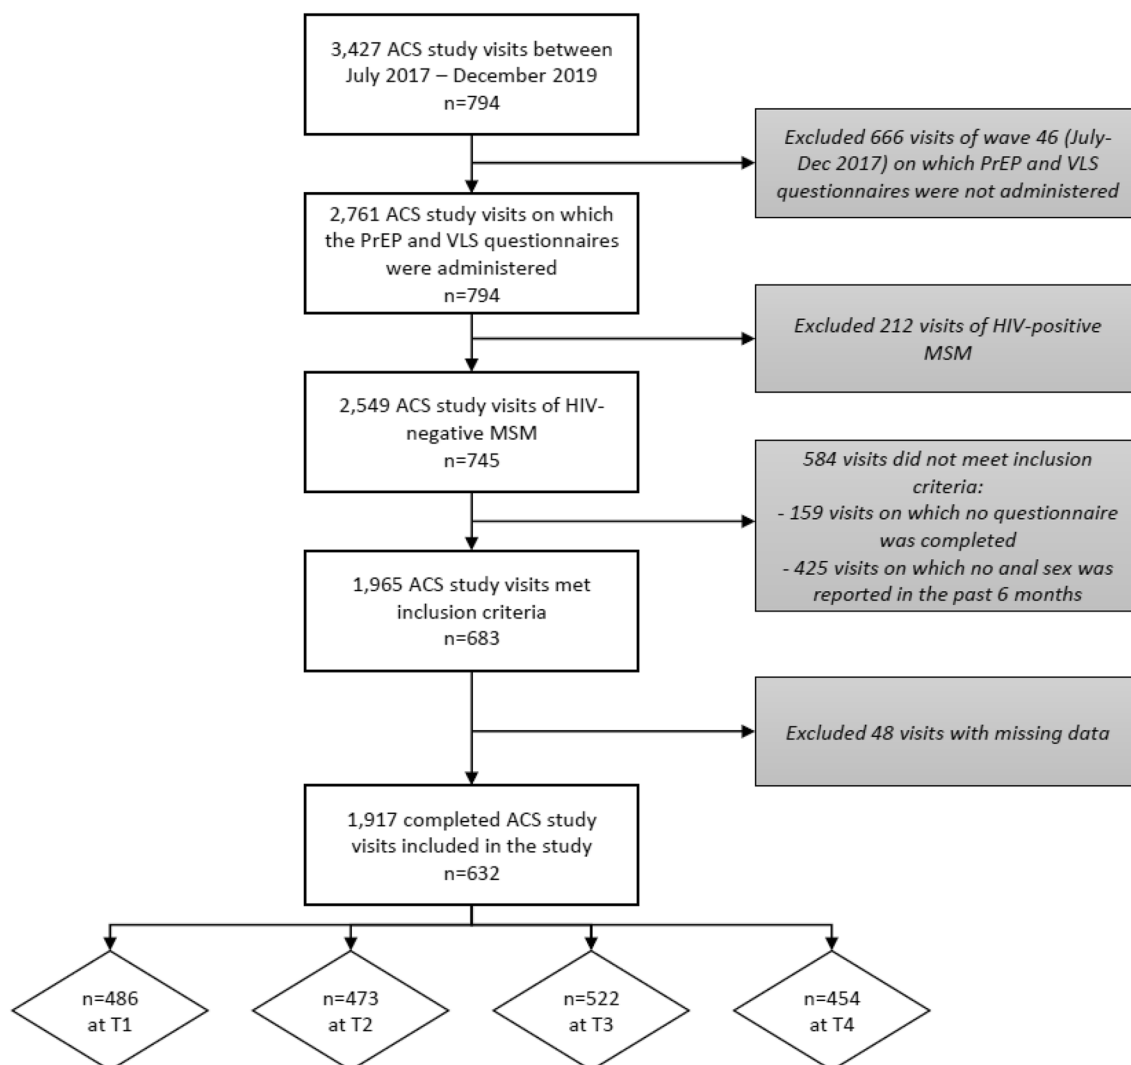 3,427 ACS study visits between
July 2017 – December 2019
n=794
Excluded 666 visits of wave 46 (July-
Dec 2017) on which PrEP and VLS
questionnaires were not administered
2,761 ACS study visits on which
the PrEP and VLS questionnaires
were administered
n=794
Excluded 212 visits of HIV-positive
MSM
2,549 ACS study visits of HIV-
negative MSM
n=745
584 visits did not meet inclusion
criteria:
- 159 visits on which no questionnaire
was completed
- 425 visits on which no anal sex was
reported in the past 6 months
1,965 ACS study visits met
inclusion criteria
n=683
Excluded 48 visits with missing data
1,917 completed ACS study
visits included in the study
n=632
n=486
at T1
n=473
at T2
n=522
at T3
n=454
at T4